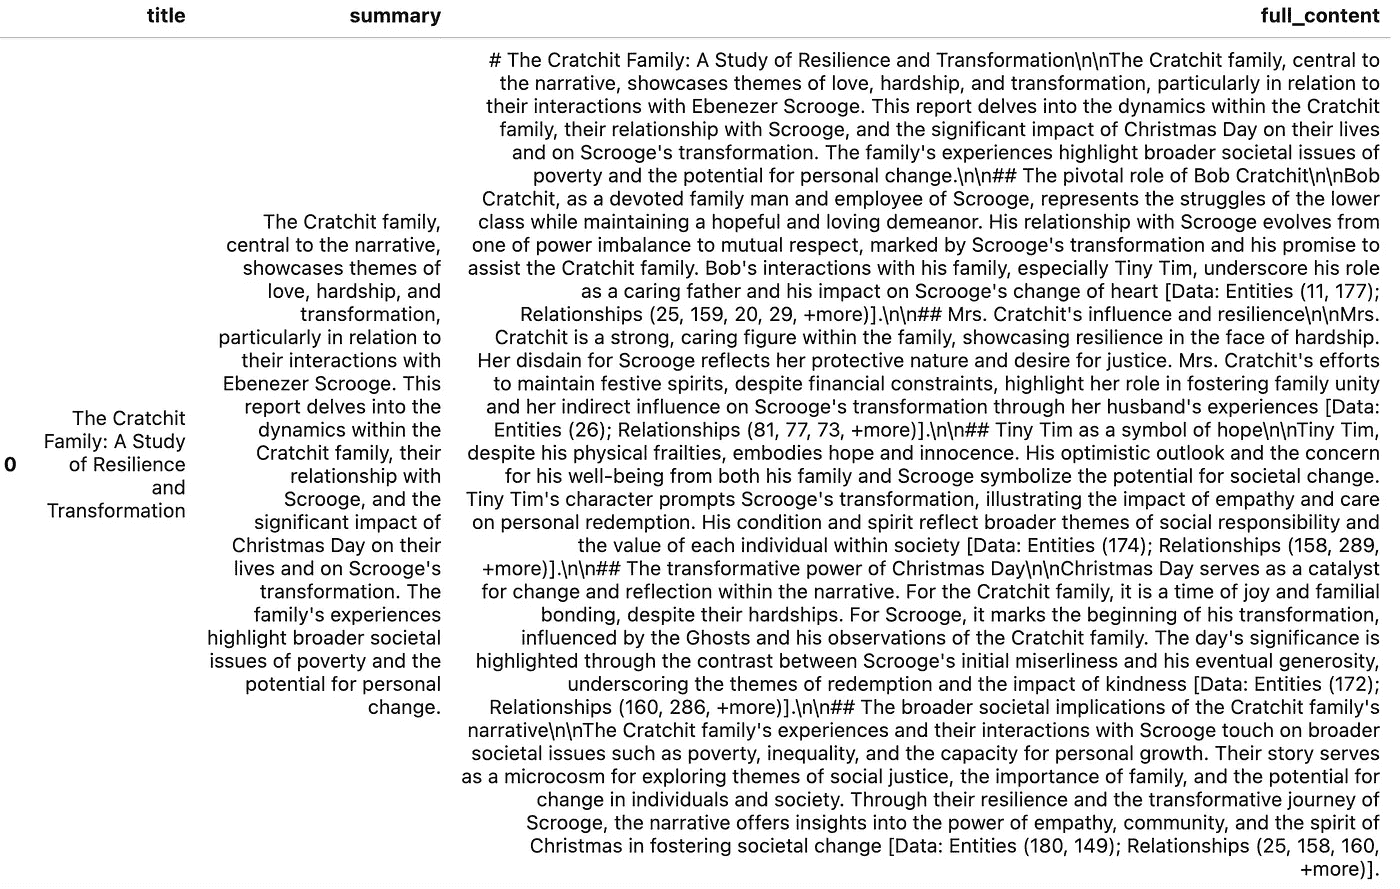 title summary full_content
0
The Cratchit
Family: A Study
of Resilience
and
Transformation
The Cratchit family,
central to the narrative,
showcases themes of
love, hardship, and
transformation,
particularly in relation to
their interactions with
Ebenezer Scrooge. This
report delves into the
dynamics within the
Cratchit family, their
relationship with
Scrooge, and the
significant impact of
Christmas Day on their
lives and on Scrooge's
transformation. The
family's experiences
highlight broader societal
issues of poverty and the
potential for personal
change.
# The Cratchit Family: A Study of Resilience and Transformation\n\nThe Cratchit family, central to
the narrative, showcases themes of love, hardship, and transformation, particularly in relation to
their interactions with Ebenezer Scrooge. This report delves into the dynamics within the Cratchit
family, their relationship with Scrooge, and the significant impact of Christmas Day on their lives
and on Scrooge's transformation. The family's experiences highlight broader societal issues of
poverty and the potential for personal change.\n\n## The pivotal role of Bob Cratchit\n\nBob
Cratchit, as a devoted family man and employee of Scrooge, represents the struggles of the lower
class while maintaining a hopeful and loving demeanor. His relationship with Scrooge evolves from
one of power imbalance to mutual respect, marked by Scrooge's transformation and his promise to
assist the Cratchit family. Bob's interactions with his family, especially Tiny Tim, underscore his role
as a caring father and his impact on Scrooge's change of heart [Data: Entities (11, 177);
Relationships (25, 159, 20, 29, +more)].\n\n## Mrs. Cratchit's influence and resilience\n\nMrs.
Cratchit is a strong, caring figure within the family, showcasing resilience in the face of hardship.
Her disdain for Scrooge reflects her protective nature and desire for justice. Mrs. Cratchit's efforts
to maintain festive spirits, despite financial constraints, highlight her role in fostering family unity
and her indirect influence on Scrooge's transformation through her husband's experiences [Data:
Entities (26); Relationships (81, 77, 73, +more)].\n\n## Tiny Tim as a symbol of hope\n\nTiny Tim,
despite his physical frailties, embodies hope and innocence. His optimistic outlook and the concern
for his well-being from both his family and Scrooge symbolize the potential for societal change.
Tiny Tim's character prompts Scrooge's transformation, illustrating the impact of empathy and care
on personal redemption. His condition and spirit reflect broader themes of social responsibility and
the value of each individual within society [Data: Entities (174); Relationships (158, 289,
+more)].\n\n## The transformative power of Christmas Day\n\nChristmas Day serves as a catalyst
for change and reflection within the narrative. For the Cratchit family, it is a time of joy and familial
bonding, despite their hardships. For Scrooge, it marks the beginning of his transformation,
influenced by the Ghosts and his observations of the Cratchit family. The day's significance is
highlighted through the contrast between Scrooge's initial miserliness and his eventual generosity,
underscoring the themes of redemption and the impact of kindness [Data: Entities (172);
Relationships (160, 286, +more)].\n\n## The broader societal implications of the Cratchit family's
narrative\n\nThe Cratchit family's experiences and their interactions with Scrooge touch on broader
societal issues such as poverty, inequality, and the capacity for personal growth. Their story serves
as a microcosm for exploring themes of social justice, the importance of family, and the potential for
change in individuals and society. Through their resilience and the transformative journey of
Scrooge, the narrative offers insights into the power of empathy, community, and the spirit of
Christmas in fostering societal change [Data: Entities (180, 149); Relationships (25, 158, 160,
+more)].